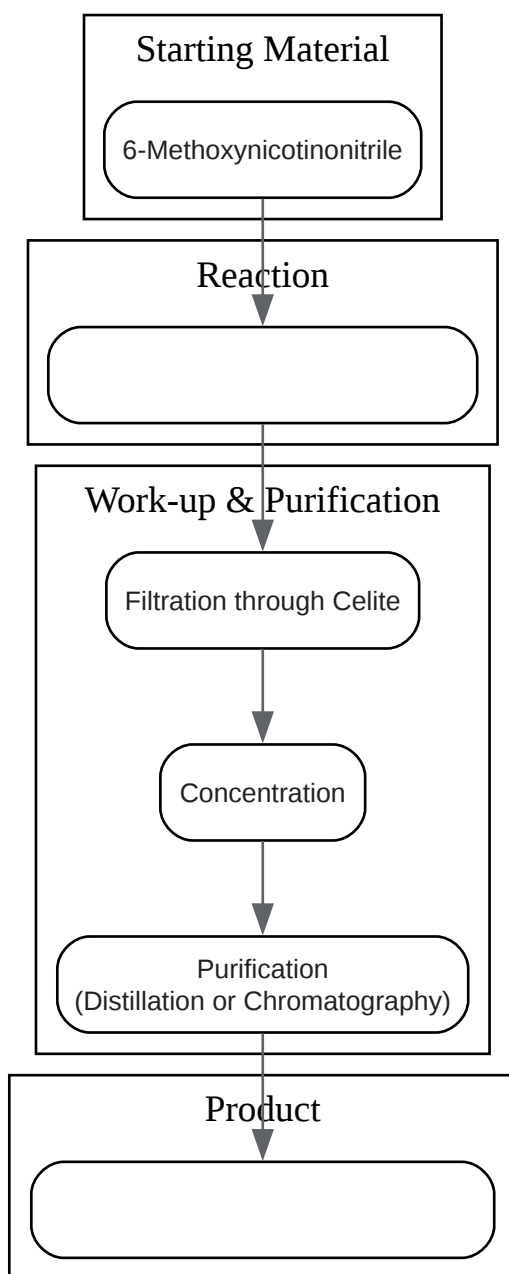 Starting Material
6-Methoxynicotinonitrile
Reaction
Work-up & Purification
Filtration through Celite
Concentration
Purification
(Distillation or Chromatography)
Product